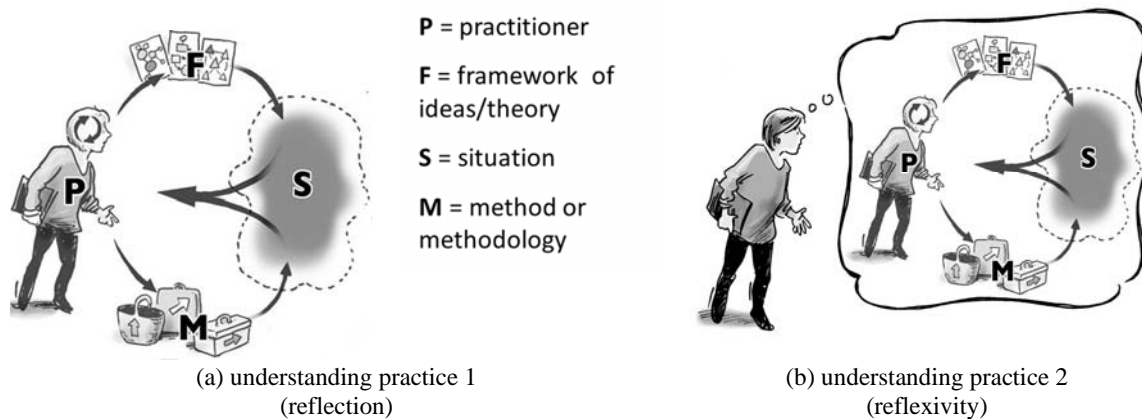 F
P
S
M
P = practitioner
F = framework of
ideas/theory
S = situation
M = method or
methodology
F
P
S
M
(a) understanding practice 1
(reflection)
(b) understanding practice 2
(reflexivity)